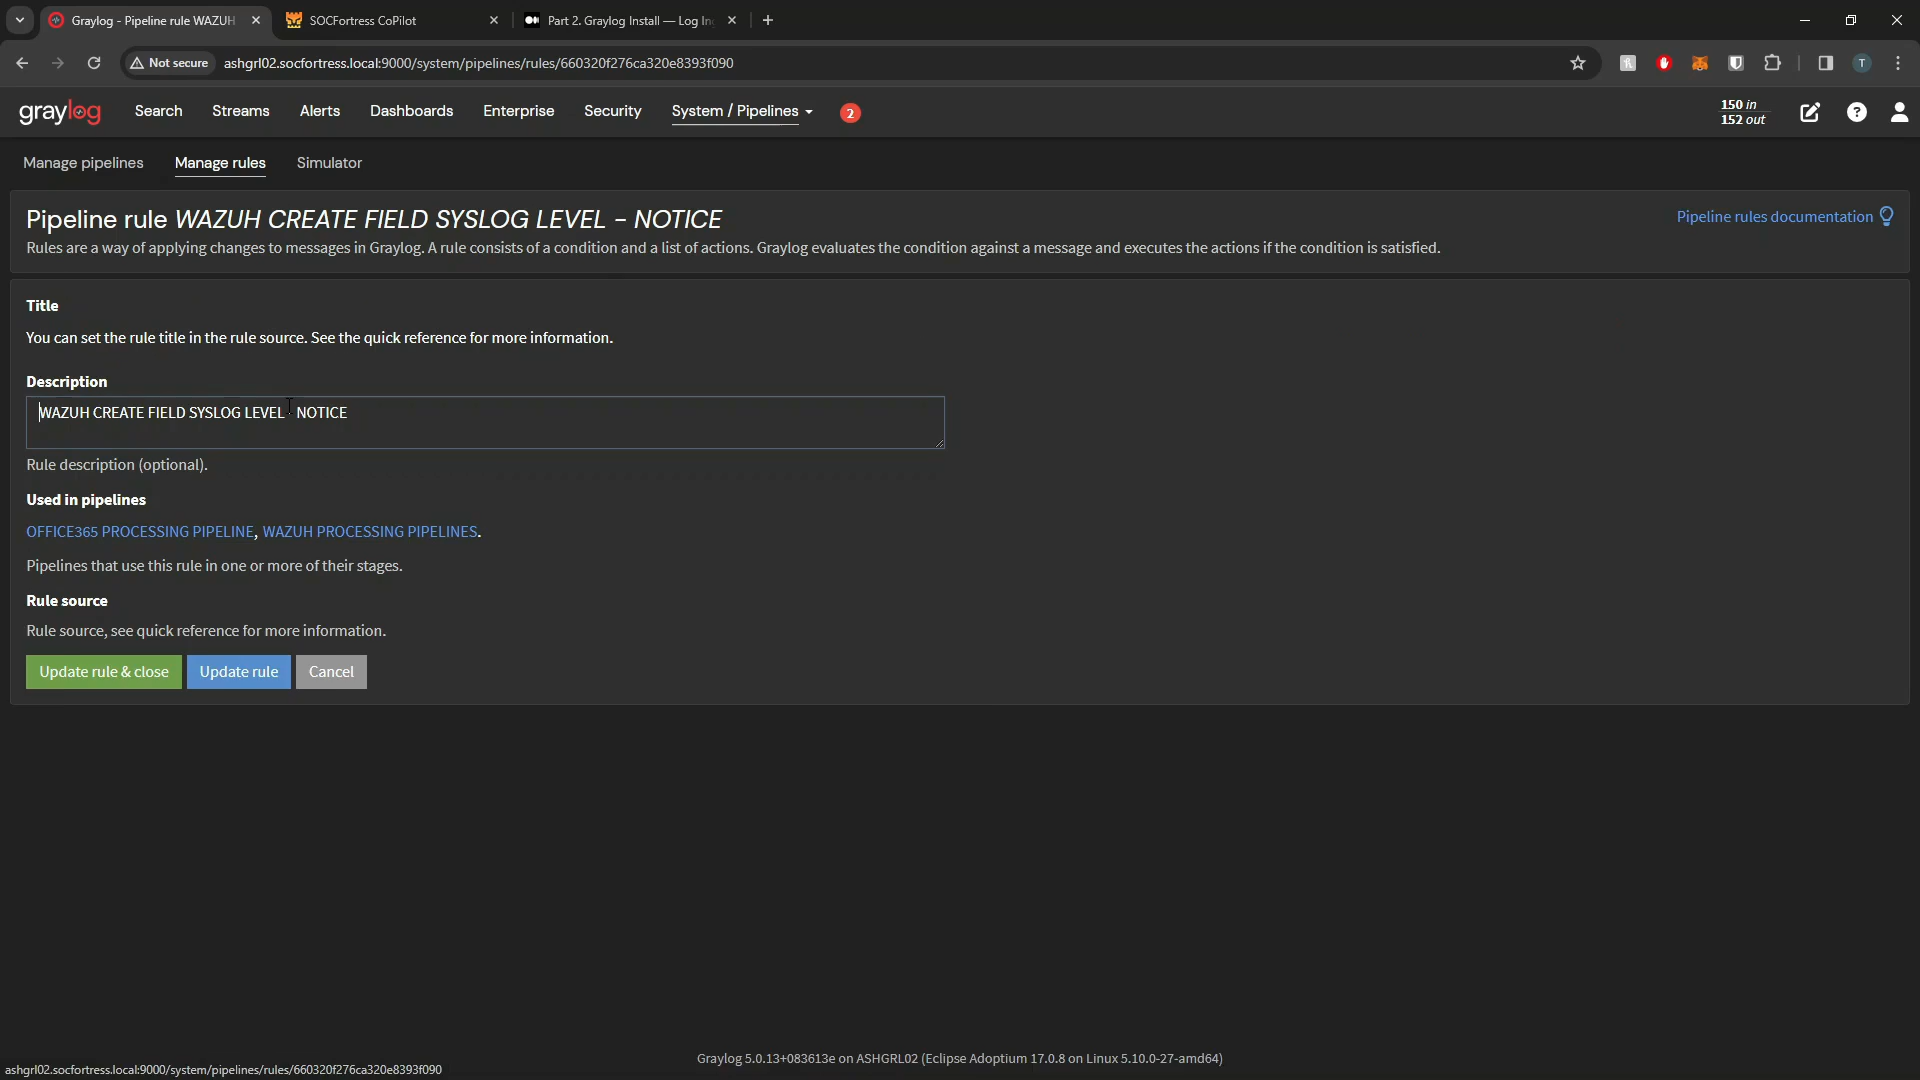 Graylog - Pipeline rule WAZUH
SOCFortress CoPilot
Part 2. Graylog Install — Log In
Not secure
ashgrl02.socfortress.local:9000/system/pipelines/rules/660320f276ca320e8393f090
T
graylog
Search
Streams
Alerts
Dashboards
Enterprise
Security
System / Pipelines
2
150 in
152 out
Manage pipelines
Manage rules
Simulator
Pipeline rule WAZUH CREATE FIELD SYSLOG LEVEL - NOTICE
Pipeline rules documentation
Rules are a way of applying changes to messages in Graylog. A rule consists of a condition and a list of actions. Graylog evaluates the condition against a message and executes the actions if the condition is satisfied.
Title
You can set the rule title in the rule source. See the quick reference for more information.
Description
WAZUH CREATE FIELD SYSLOG LEVEL - NOTICE
Rule description (optional).
Used in pipelines
OFFICE365 PROCESSING PIPELINE, WAZUH PROCESSING PIPELINES.
Pipelines that use this rule in one or more of their stages.
Rule source
Rule source, see quick reference for more information.
Update rule & close
Update rule
Cancel
Graylog 5.0.13+083613e on ASHGRL02 (Eclipse Adoptium 17.0.8 on Linux 5.10.0-27-amd64)
ashgrl02.socfortress.local:9000/system/pipelines/rules/660320f276ca320e8393f090